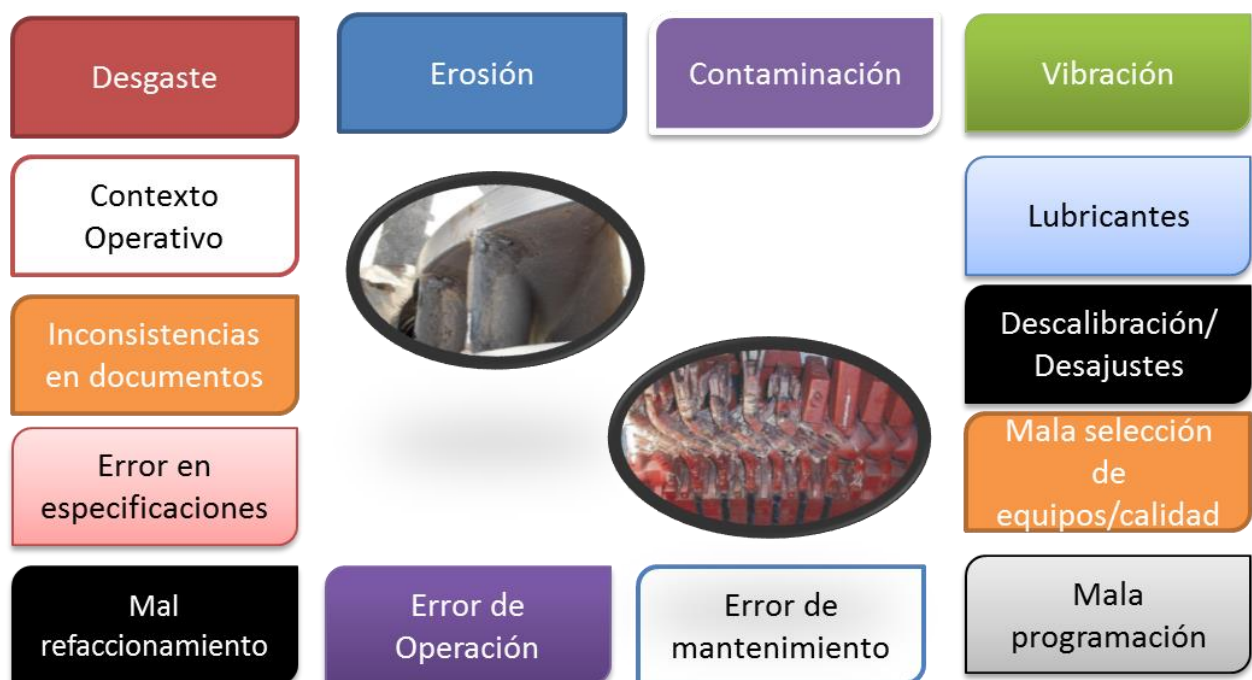 Desgaste
Erosión
Contaminación
Vibración
Contexto
Operativo
Lubricantes
Inconsistencias
en documentos
Descalibración/
Desajustes
Error en
especificaciones
Mala selección
de
equipos/calidad
Mal
refaccionamiento
Error de
Operación
Error de
mantenimiento
Mala
programación